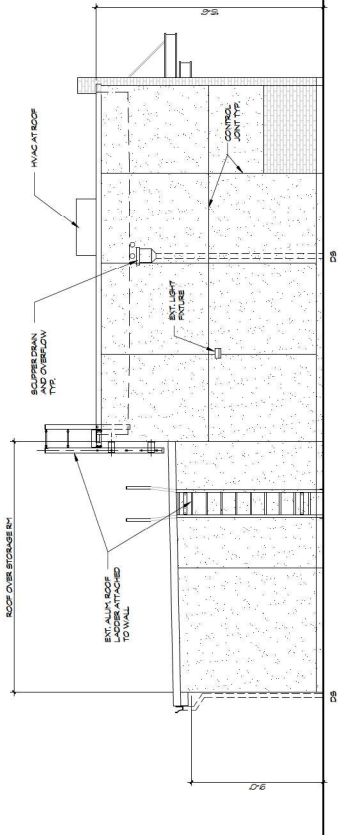 ROOF OVER STORAGE RM
HVAC AT ROOF
SCUPPER DRAIN
AND OVERFLOW
TYP.
EXT. ALUM. ROOF
LADDER ATTACHED
TO WALL
EXT. LIGHT
FIXTURE
CONTROL
JOINT TYP.
DS
DS